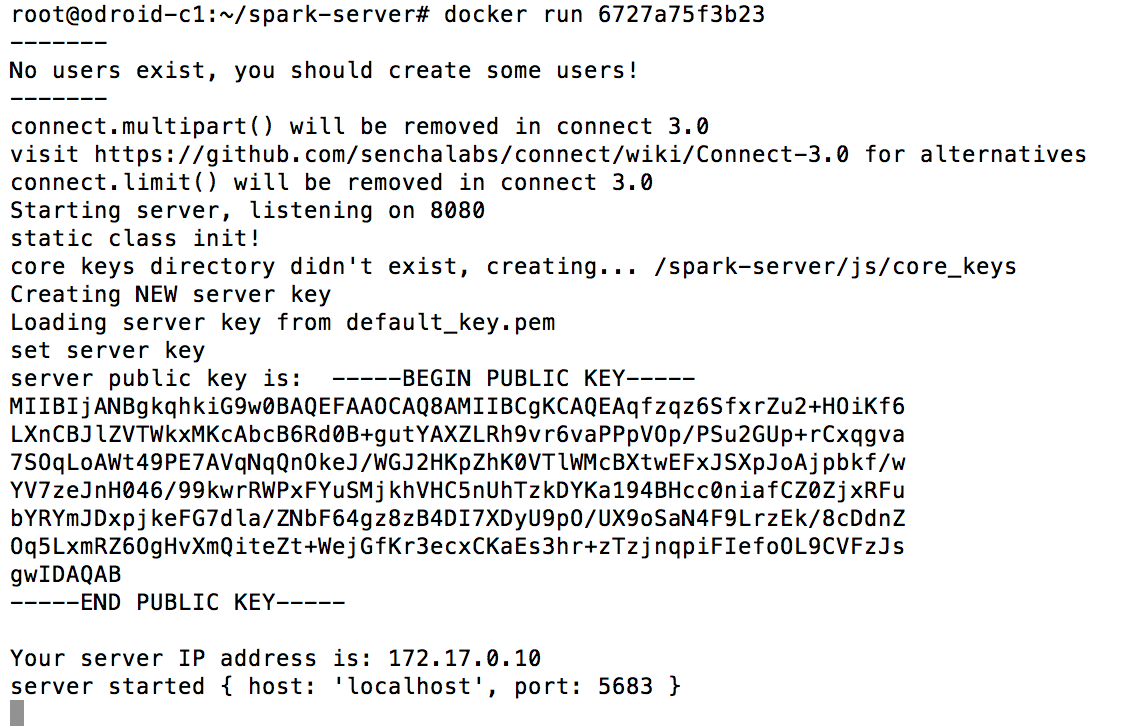 root@odroid-c1:~/spark-server# docker run 6727a75f3b23
-------
No users exist, you should create some users!
-------
connect.multipart() will be removed in connect 3.0
visit https://github.com/senchalabs/connect/wiki/Connect-3.0 for alternatives
connect.limit() will be removed in connect 3.0
Starting server, listening on 8080
static class init!
core keys directory didn't exist, creating... /spark-server/js/core_keys
Creating NEW server key
Loading server key from default_key.pem
set server key
server public key is:  -----BEGIN PUBLIC KEY-----
MIIBIjANBgkqhkiG9w0BAQEFAAOCAQ8AMIIBCgKCAQEAqfzqz6SfxrZu2+HOiKf6
LXnCBJlZVTWkxMKcAbcB6Rd0B+gutYAXZLRh9vr6vaPPpVOp/PSu2GUp+rCxqgva
7SOqLoAWt49PE7AVqNqQnOkeJ/WGJ2HKpZhK0VTlWMcBXtwEFxJSXpJoAjpbkf/w
YV7zeJnH046/99kwrRWPxFYuSMjkhVHC5nUhTzkDYKa194BHcc0niafCZ0ZjxRFu
bYRYmJDxpjkeFG7dla/ZNbF64gz8zB4DI7XDyU9pO/UX9oSaN4F9LrzEk/8cDdnZ
Oq5LxmRZ6OgHvXmQiteZt+WejGfKr3ecxCKaEs3hr+zTzjnqpiFIefoOL9CVFzJs
gwIDAQAB
-----END PUBLIC KEY-----
Your server IP address is: 172.17.0.10
server started { host: 'localhost', port: 5683 }